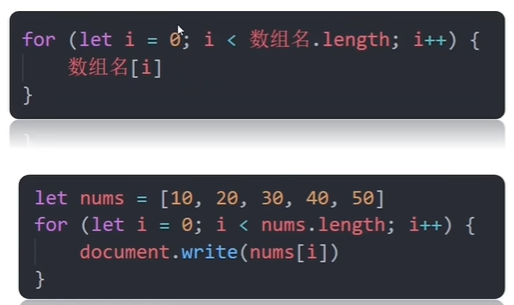 for (let i = 0; i < 数组名.length; i++) {
    数组名[i]
}
let nums = [10, 20, 30, 40, 50]
for (let i = 0; i < nums.length; i++) {
    document.write(nums[i])
}